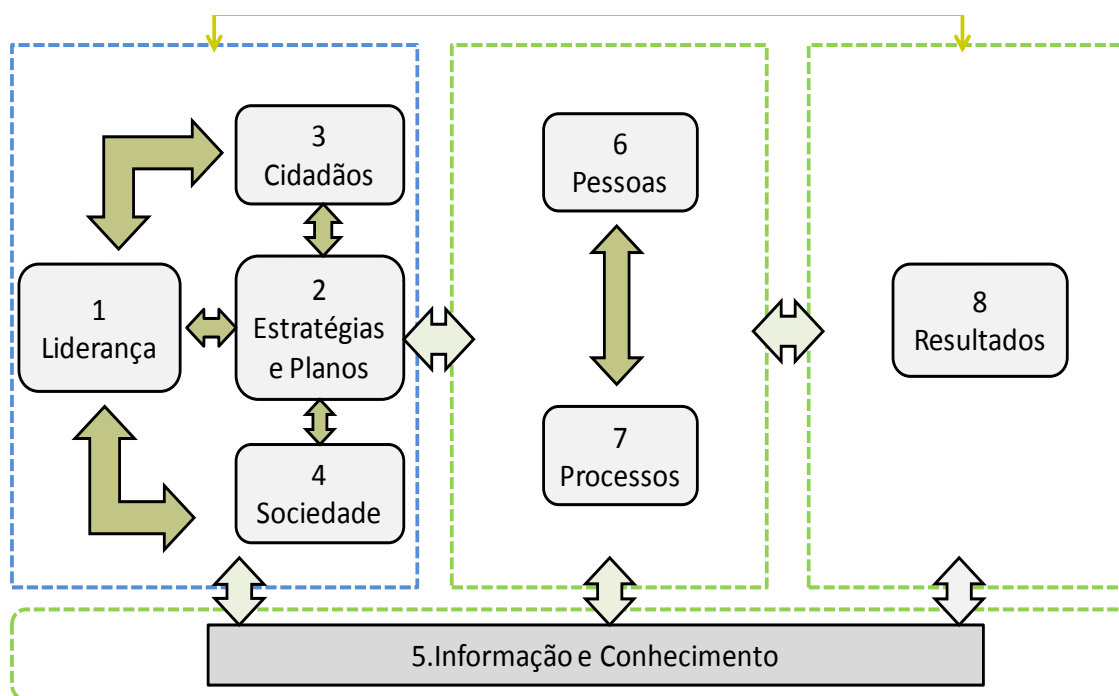 3
Cidadãos
1
Liderança
2
Estratégias
e Planos
4
Sociedade
6
Pessoas
7
Processos
8
Resultados
5.Informação e Conhecimento